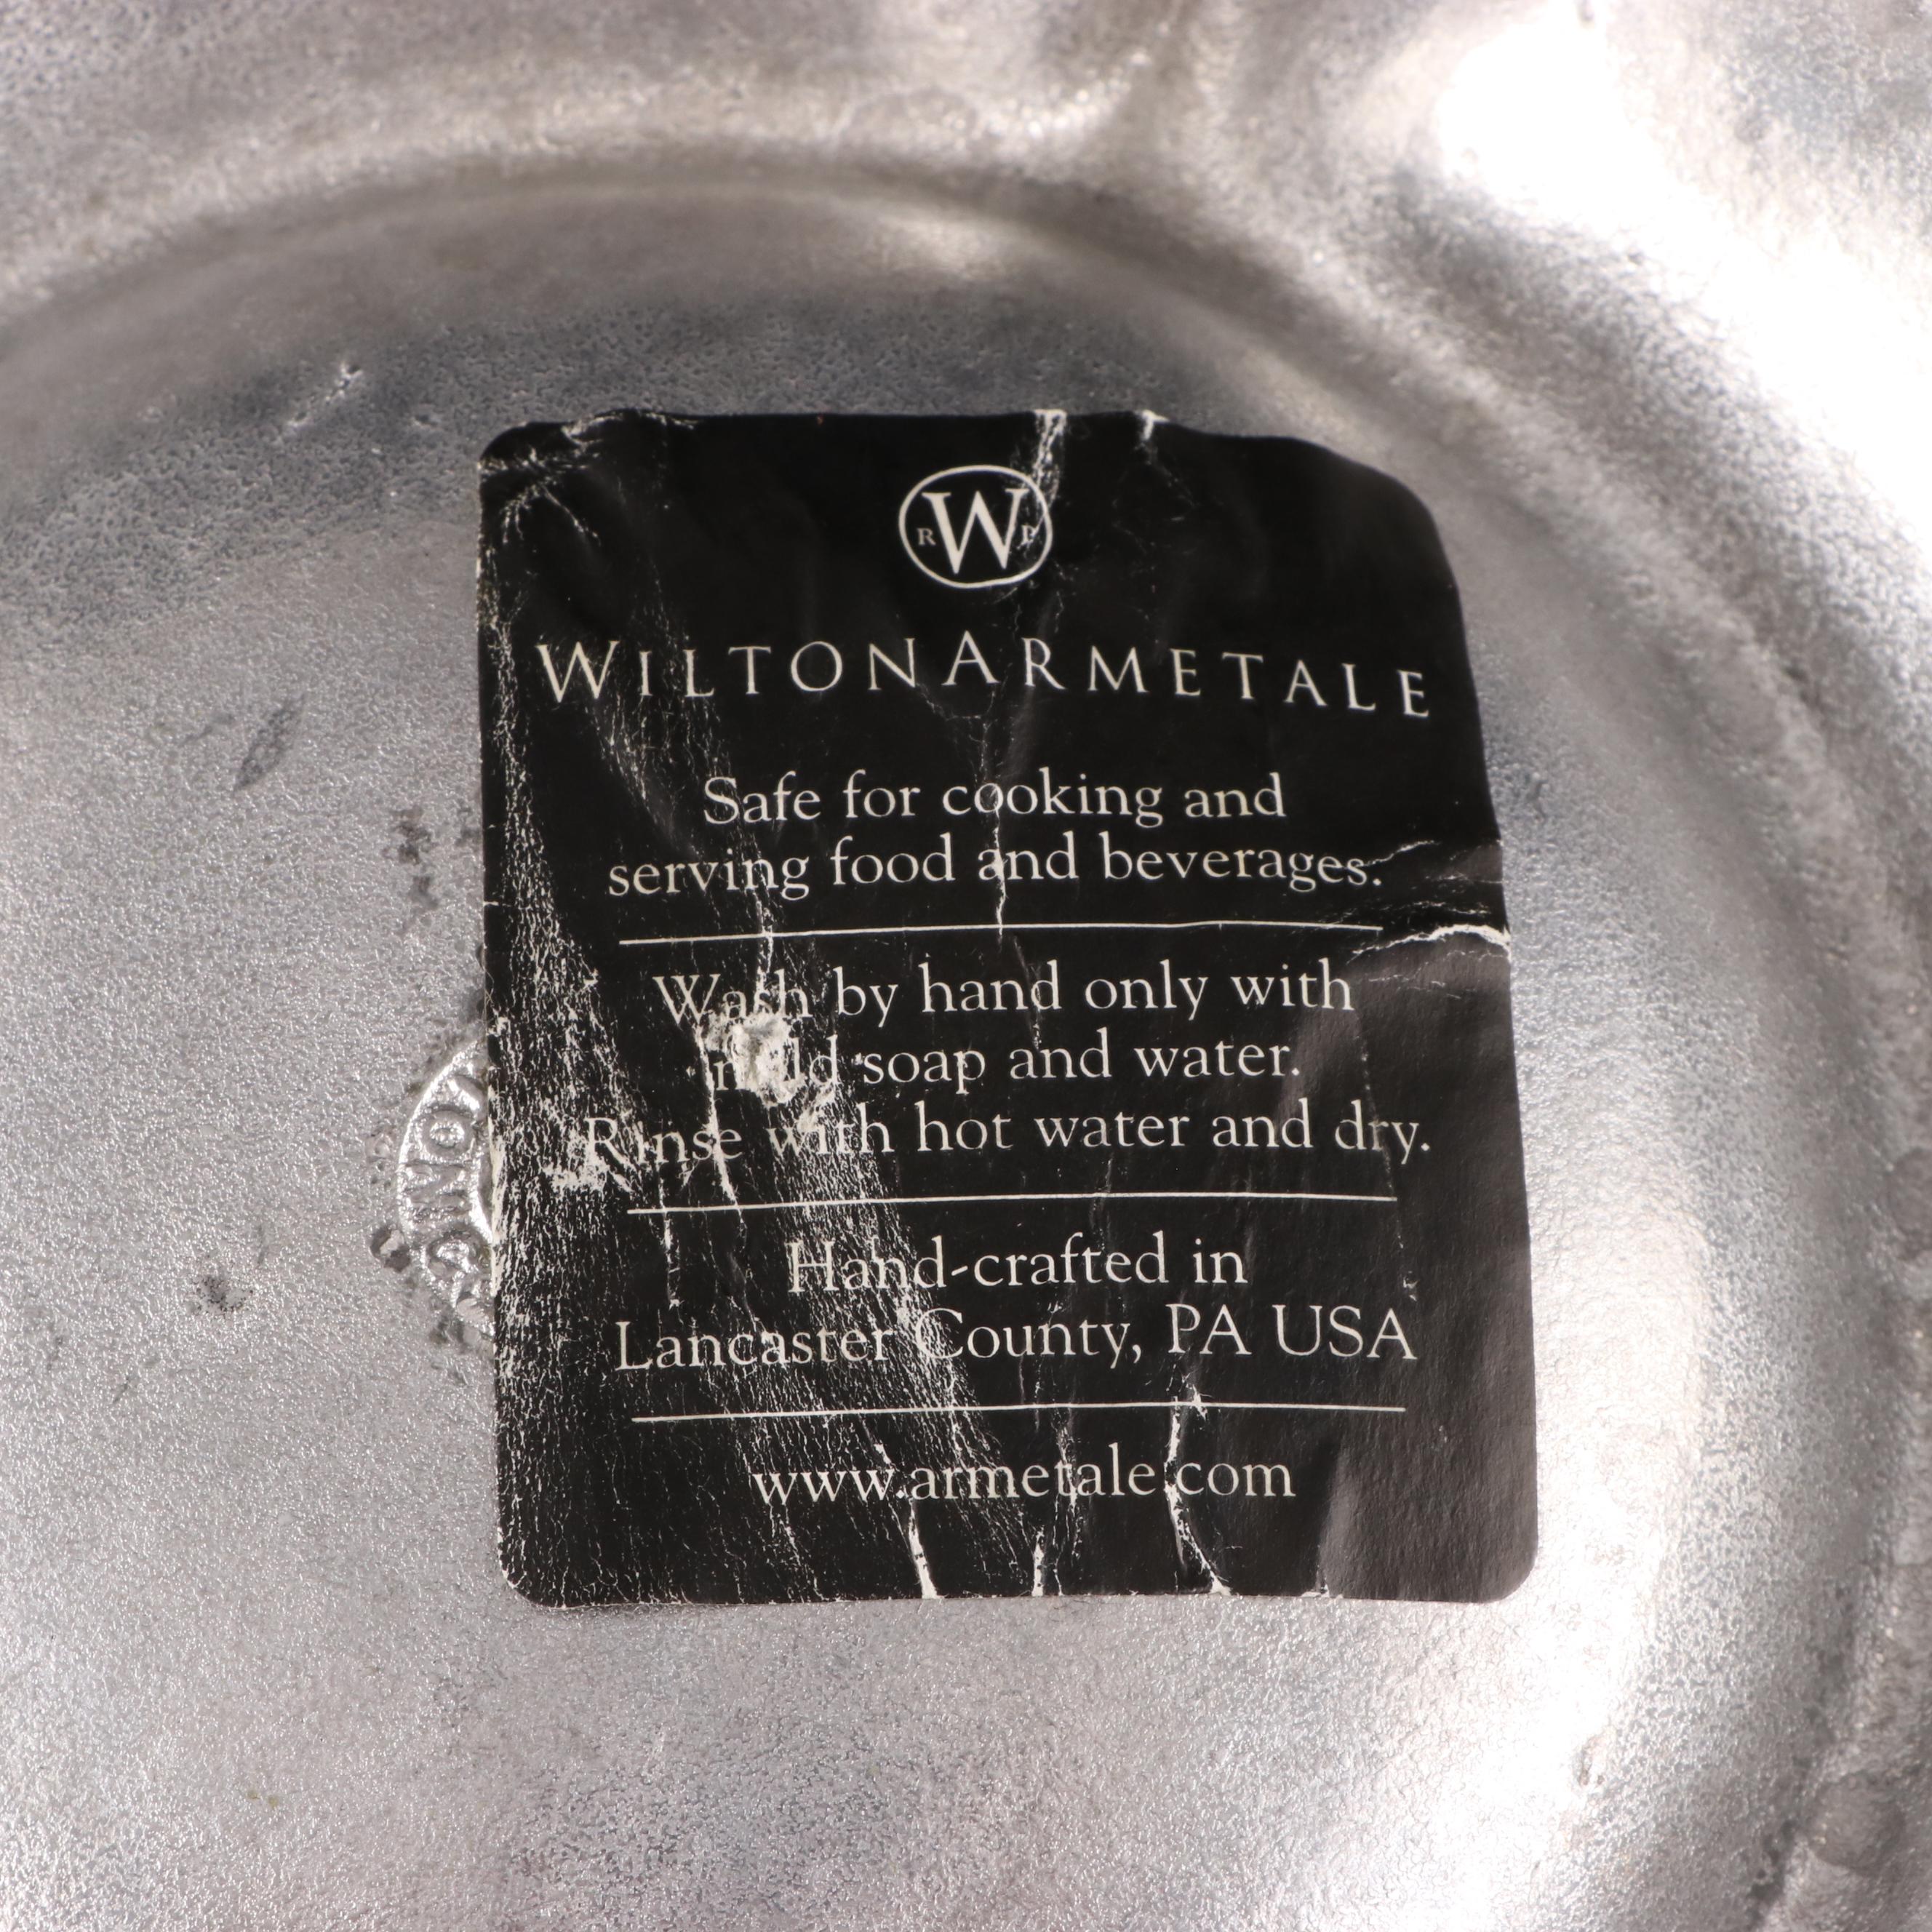 R W P
WILTONARMETALE
Safe for cooking and
serving food and beverages.
Wash by hand only with
mild soap and water.
Rinse with hot water and dry.
Hand-crafted in
Lancaster County, PA USA
www.armetale.com